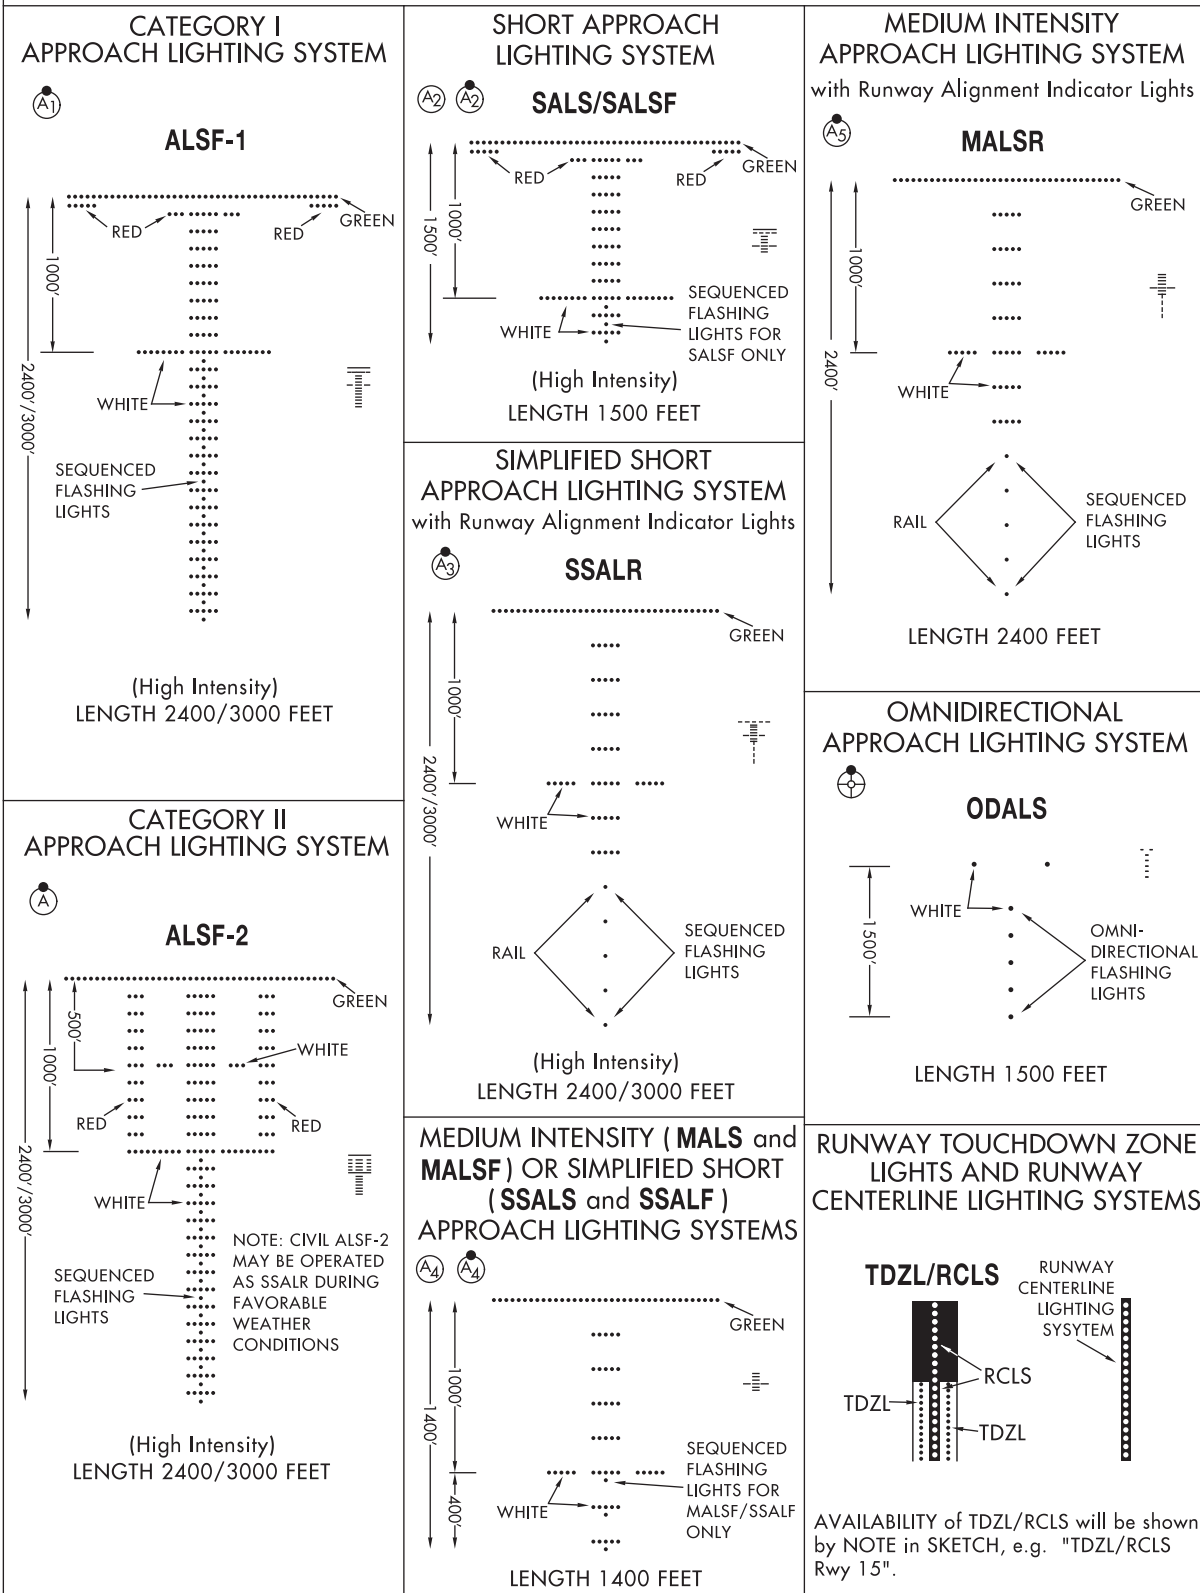 CATEGORY I
APPROACH LIGHTING SYSTEM
A1
ALSF-1
GREEN
RED
RED
1000'
2400'/3000'
WHITE
SEQUENCED
FLASHING
LIGHTS
(High Intensity)
LENGTH 2400/3000 FEET
CATEGORY II
APPROACH LIGHTING SYSTEM
A
ALSF-2
GREEN
500'
1000'
WHITE
RED
RED
2400'/3000'
WHITE
NOTE: CIVIL ALSF-2
MAY BE OPERATED
AS SSALR DURING
FAVORABLE
WEATHER
CONDITIONS
SEQUENCED
FLASHING
LIGHTS
(High Intensity)
LENGTH 2400/3000 FEET
SHORT APPROACH
LIGHTING SYSTEM
A2 A2
SALS/SALSF
GREEN
RED
RED
1000'
1500'
SEQUENCED
FLASHING
LIGHTS FOR
SALSF ONLY
WHITE
(High Intensity)
LENGTH 1500 FEET
SIMPLIFIED SHORT
APPROACH LIGHTING SYSTEM
with Runway Alignment Indicator Lights
A3
SSALR
GREEN
1000'
2400'/3000'
WHITE
RAIL
SEQUENCED
FLASHING
LIGHTS
(High Intensity)
LENGTH 2400/3000 FEET
MEDIUM INTENSITY (MALS and
MALSF) OR SIMPLIFIED SHORT
(SSALS and SSALF)
APPROACH LIGHTING SYSTEMS
A4 A4
GREEN
1000'
1400'
400'
WHITE
SEQUENCED
FLASHING
LIGHTS FOR
MALSF/SSALF
ONLY
LENGTH 1400 FEET
MEDIUM INTENSITY
APPROACH LIGHTING SYSTEM
with Runway Alignment Indicator Lights
A5
MALSR
GREEN
1000'
2400'
WHITE
RAIL
SEQUENCED
FLASHING
LIGHTS
LENGTH 2400 FEET
OMNIDIRECTIONAL
APPROACH LIGHTING SYSTEM
ODALS
WHITE
1500'
OMNI-
DIRECTIONAL
FLASHING
LIGHTS
LENGTH 1500 FEET
RUNWAY TOUCHDOWN ZONE
LIGHTS AND RUNWAY
CENTERLINE LIGHTING SYSTEMS
TDZL/RCLS
RUNWAY
CENTERLINE
LIGHTING
SYSYTEM
RCLS
TDZL
TDZL
AVAILABILITY of TDZL/RCLS will be shown
by NOTE in SKETCH, e.g. "TDZL/RCLS
Rwy 15".